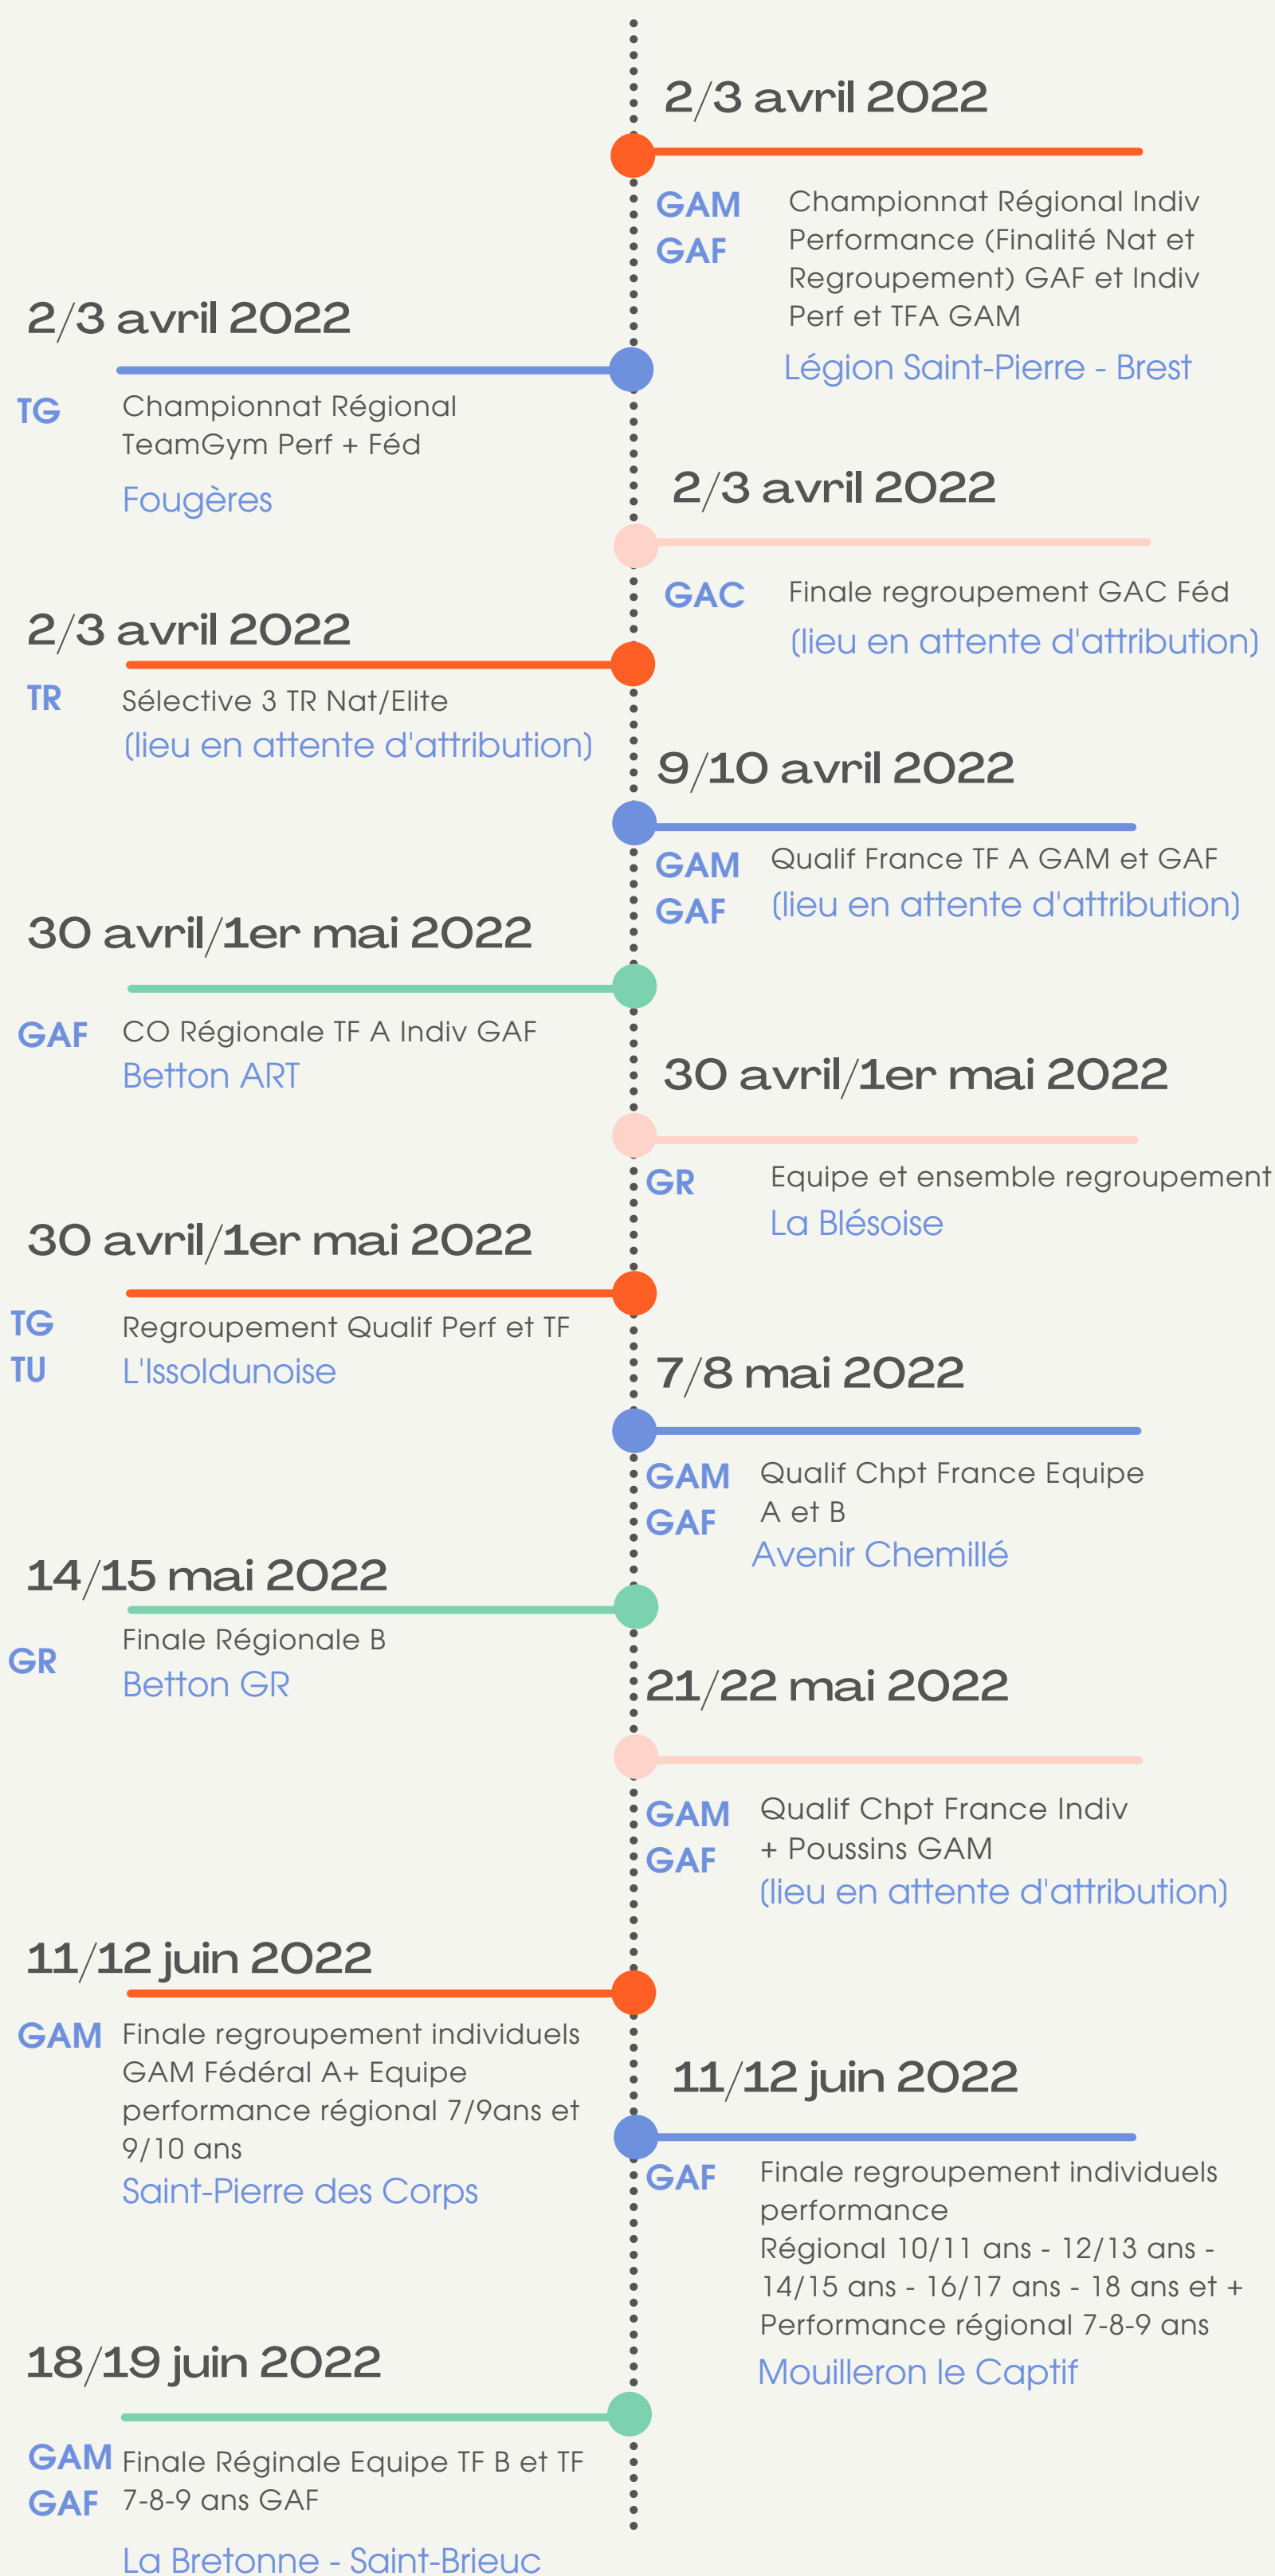 2/3 avril 2022
GAM
GAF
Championnat Régional Indiv
Performance (Finalité Nat et
Regroupement) GAF et Indiv
Perf et TFA GAM
Légion Saint-Pierre - Brest
2/3 avril 2022
TG
Championnat Régional
TeamGym Perf + Féd
Fougères
2/3 avril 2022
GAC
Finale regroupement GAC Féd
(lieu en attente d'attribution)
2/3 avril 2022
TR
Sélective 3 TR Nat/Elite
(lieu en attente d'attribution)
9/10 avril 2022
GAM
GAF
Qualif France TF A GAM et GAF
(lieu en attente d'attribution)
30 avril/1er mai 2022
GAF
CO Régionale TF A Indiv GAF
Betton ART
30 avril/1er mai 2022
GR
Equipe et ensemble regroupement
La Blésoise
30 avril/1er mai 2022
TG
TU
Regroupement Qualif Perf et TF
L'Issoldunoise
7/8 mai 2022
GAM
GAF
Qualif Chpt France Equipe
A et B
Avenir Chemillé
14/15 mai 2022
GR
Finale Régionale B
Betton GR
21/22 mai 2022
GAM
GAF
Qualif Chpt France Indiv
+ Poussins GAM
(lieu en attente d'attribution)
11/12 juin 2022
GAM
Finale regroupement individuels
GAM Fédéral A+ Equipe
performance régional 7/9ans et
9/10 ans
Saint-Pierre des Corps
11/12 juin 2022
GAF
Finale regroupement individuels
performance
Régional 10/11 ans - 12/13 ans -
14/15 ans - 16/17 ans - 18 ans et +
Performance régional 7-8-9 ans
Mouilleron le Captif
18/19 juin 2022
GAM
GAF
Finale Réginale Equipe TF B et TF
7-8-9 ans GAF
La Bretonne - Saint-Brieuc